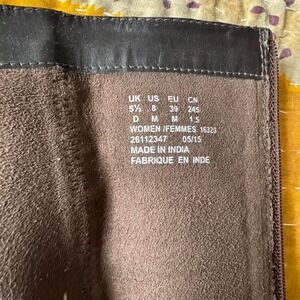 UK US EU CN
5½ 8 39 245
D M M 1.5
WOMEN /FEMMES 16325
26112347 05/15
MADE IN INDIA
FABRIQUE EN INDE